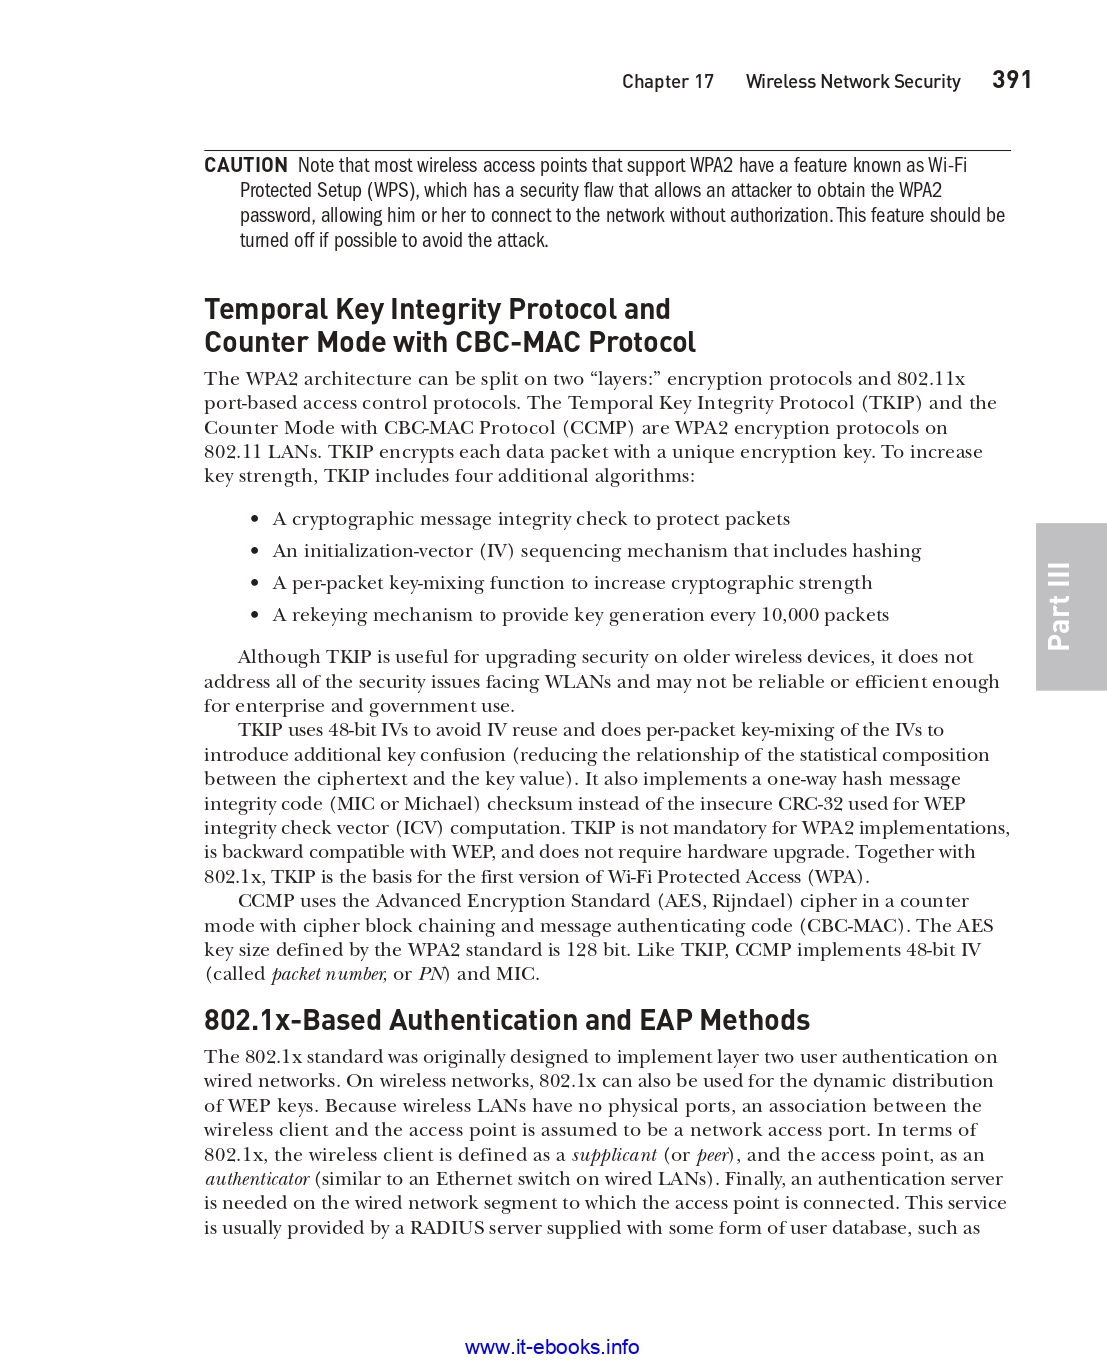 Chapter 17 Wireless Network Security 391
CAUTION Note that most wireless access points that support WPA2 have a feature known as Wi-Fi
Protected Setup (WPS), which has a security flaw that allows an attacker to obtain the WPA2
password, allowing him or her to connect to the network without authorization. This feature should be
turned off if possible to avoid the attack.
Temporal Key Integrity Protocol and
Counter Mode with CBC-MAC Protocol
The WPA2 architecture can be split on two “layers:” encryption protocols and 802.11x
port-based access control protocols. The Temporal Key Integrity Protocol (TKIP) and the
Counter Mode with CBC-MAC Protocol (CCMP) are WPA2 encryption protocols on
802.11 LANs. TKIP encrypts each data packet with a unique encryption key. To increase
key strength, TKIP includes four additional algorithms:
• A cryptographic message integrity check to protect packets
• An initialization-vector (IV) sequencing mechanism that includes hashing
• A per-packet key-mixing function to increase cryptographic strength
• A rekeying mechanism to provide key generation every 10,000 packets
Although TKIP is useful for upgrading security on older wireless devices, it does not
address all of the security issues facing WLANs and may not be reliable or efficient enough
for enterprise and government use.
TKIP uses 48-bit IVs to avoid IV reuse and does per-packet key-mixing of the IVs to
introduce additional key confusion (reducing the relationship of the statistical composition
between the ciphertext and the key value). It also implements a one-way hash message
integrity code (MIC or Michael) checksum instead of the insecure CRC-32 used for WEP
integrity check vector (ICV) computation. TKIP is not mandatory for WPA2 implementations,
is backward compatible with WEP, and does not require hardware upgrade. Together with
802.1x, TKIP is the basis for the first version of Wi-Fi Protected Access (WPA).
CCMP uses the Advanced Encryption Standard (AES, Rijndael) cipher in a counter
mode with cipher block chaining and message authenticating code (CBC-MAC). The AES
key size defined by the WPA2 standard is 128 bit. Like TKIP, CCMP implements 48-bit IV
(called packet number, or PN) and MIC.
802.1x-Based Authentication and EAP Methods
The 802.1x standard was originally designed to implement layer two user authentication on
wired networks. On wireless networks, 802.1x can also be used for the dynamic distribution
of WEP keys. Because wireless LANs have no physical ports, an association between the
wireless client and the access point is assumed to be a network access port. In terms of
802.1x, the wireless client is defined as a supplicant (or peer), and the access point, as an
authenticator (similar to an Ethernet switch on wired LANs). Finally, an authentication server
is needed on the wired network segment to which the access point is connected. This service
is usually provided by a RADIUS server supplied with some form of user database, such as
Part III
www.it-ebooks.info